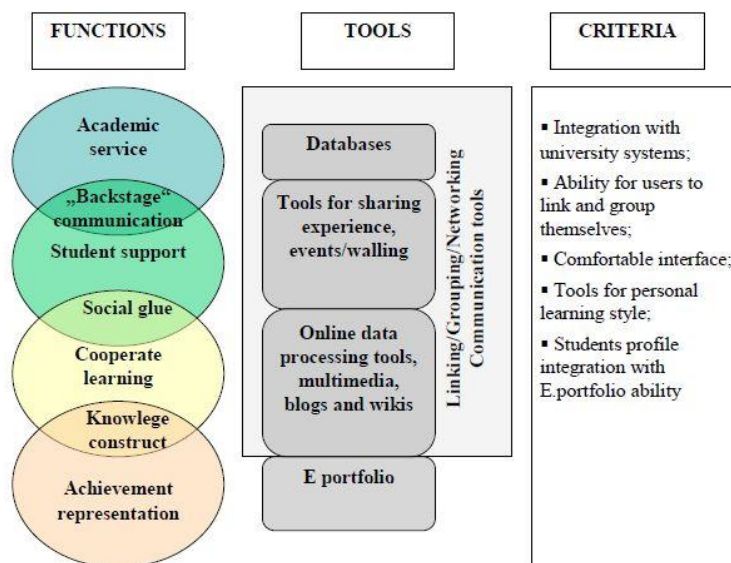 FUNCTIONS
TOOLS
CRITERIA
Academic
service
„Backstage“
communication
Student support
Social glue
Cooperate
learning
Knowlege
construct
Achievement
representation
Databases
Tools for sharing
experience,
events/walling
Online data
processing tools,
multimedia,
blogs and wikis
E portfolio
Linking/Grouping/Networking
Communication tools
▪ Integration with
university systems;
▪ Ability for users to
link and group
themselves;
▪ Comfortable interface;
▪ Tools for personal
learning style;
▪ Students profile
integration with
E.portfolio ability